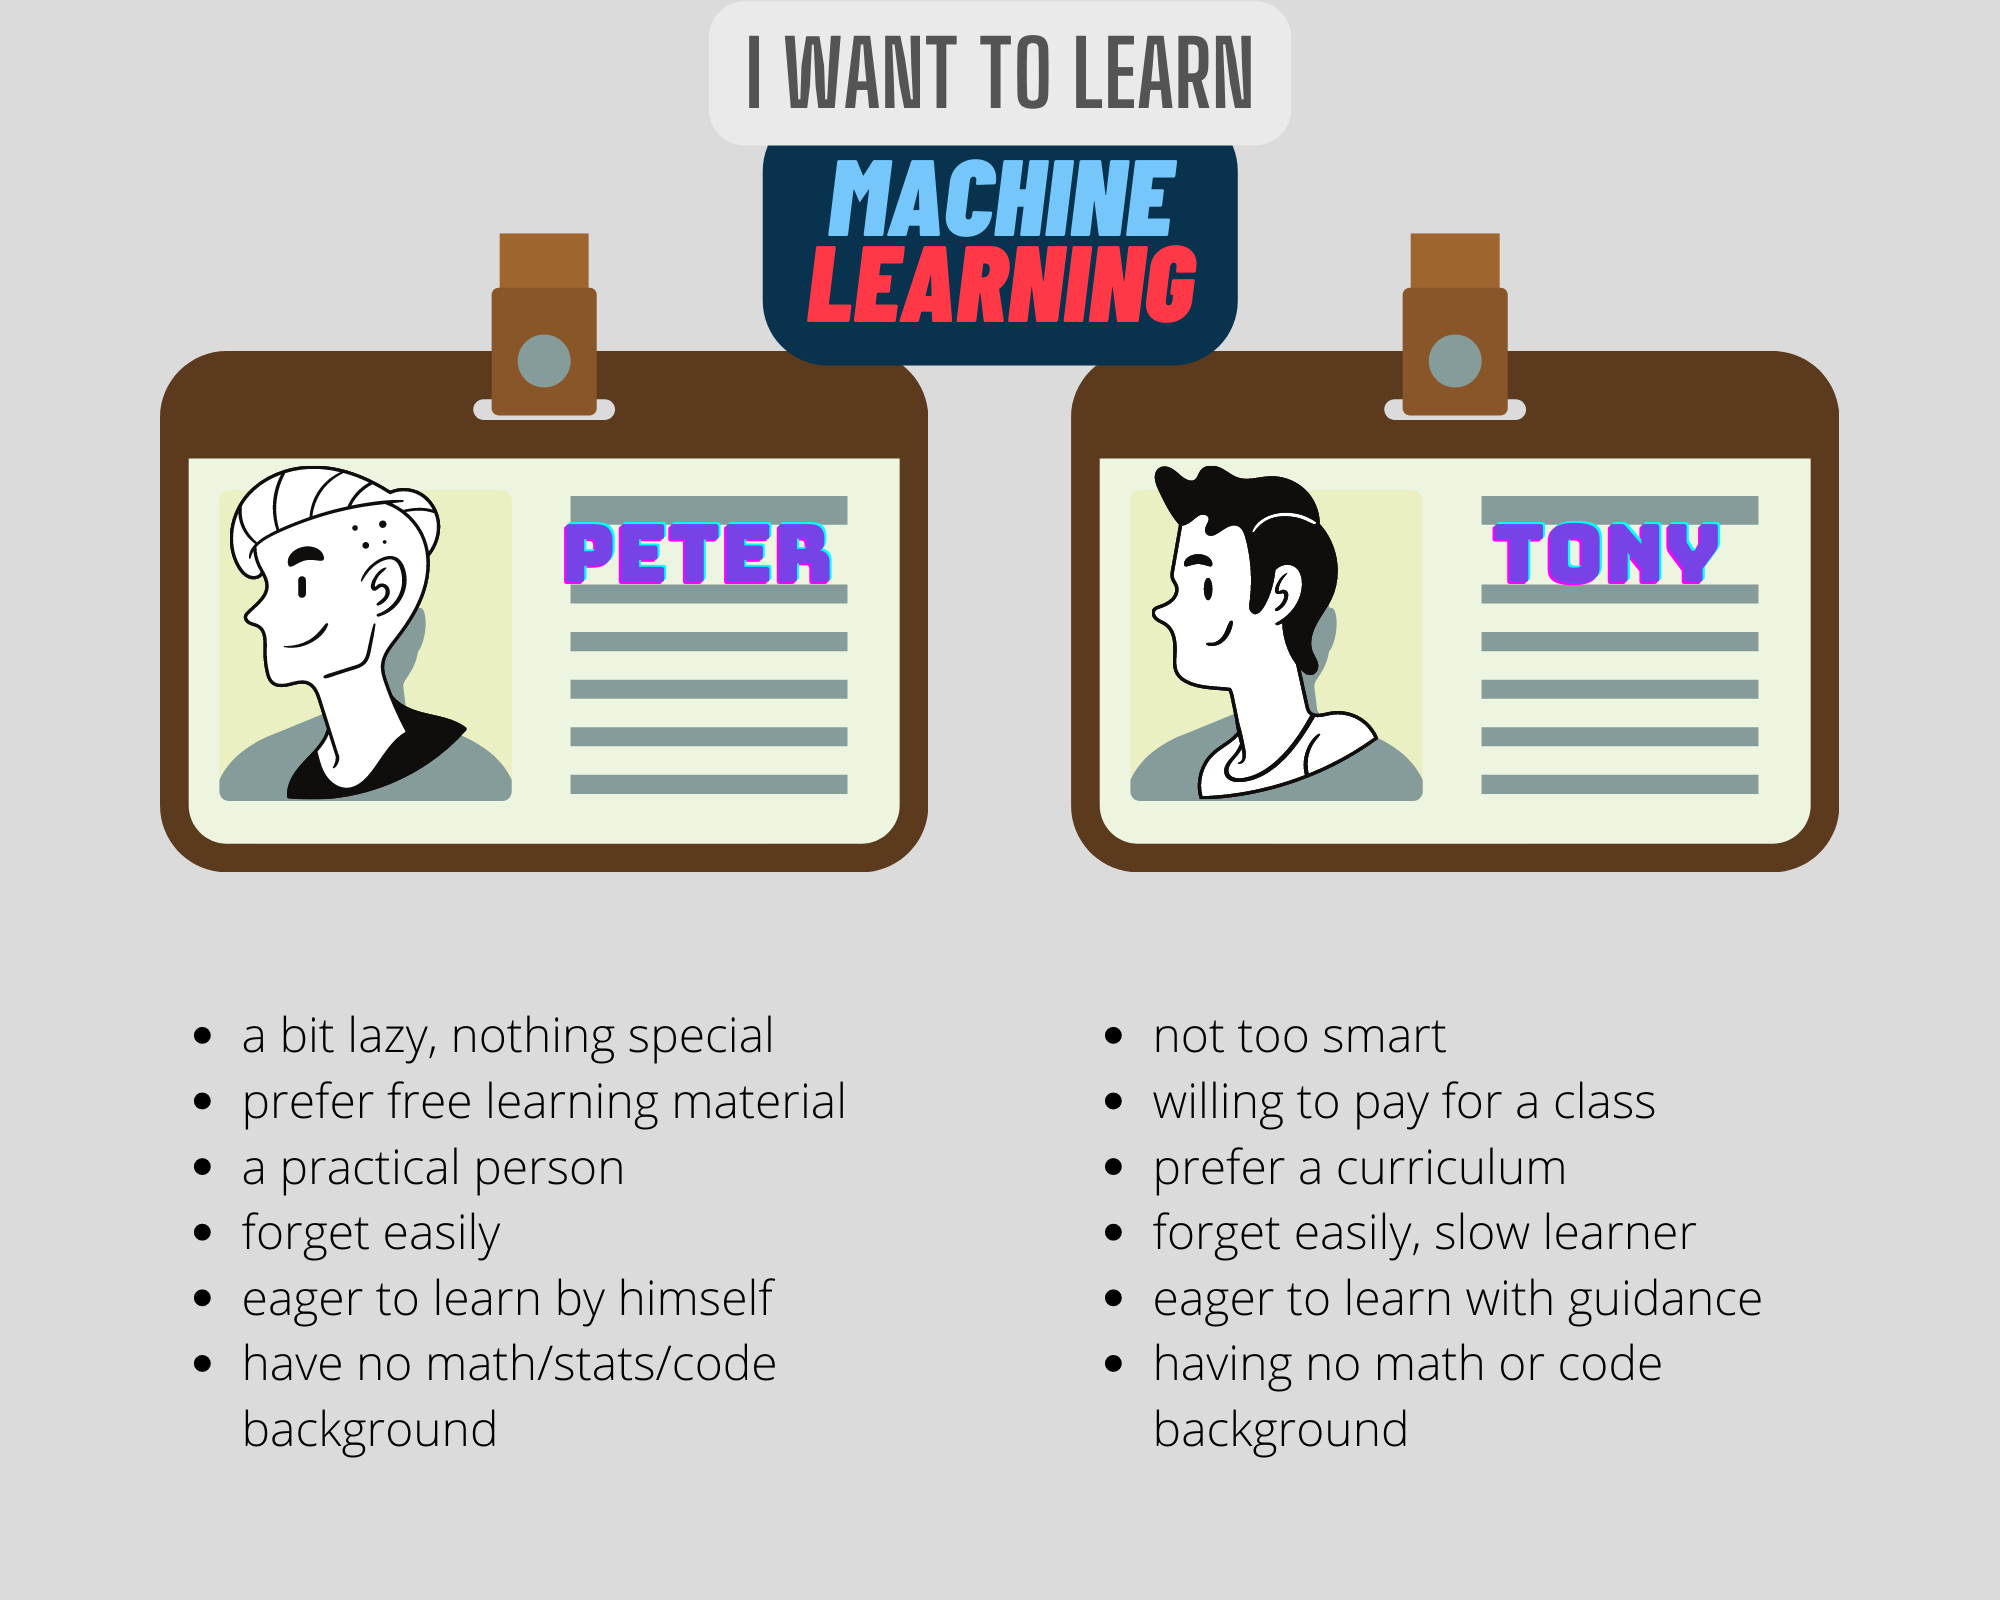 I WANT TO LEARN
MACHINE
LEARNING
PETER
TONY
• a bit lazy, nothing special
• prefer free learning material
• a practical person
• forget easily
• eager to learn by himself
• have no math/stats/code
background
• not too smart
• willing to pay for a class
• prefer a curriculum
• forget easily, slow learner
• eager to learn with guidance
• having no math or code
background